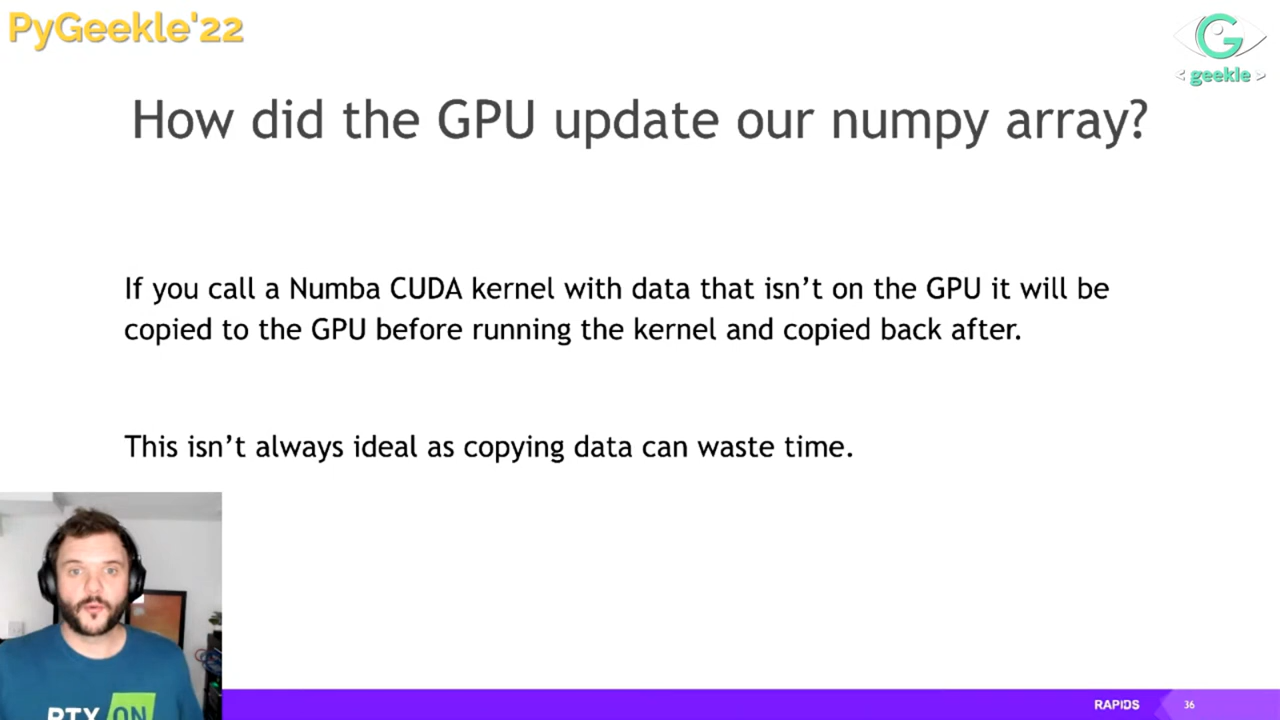 PyGeekle'22
G
< geekle >
How did the GPU update our numpy array?
If you call a Numba CUDA kernel with data that isn’t on the GPU it will be
copied to the GPU before running the kernel and copied back after.
This isn’t always ideal as copying data can waste time.
RTX ON
RAPIDS
36